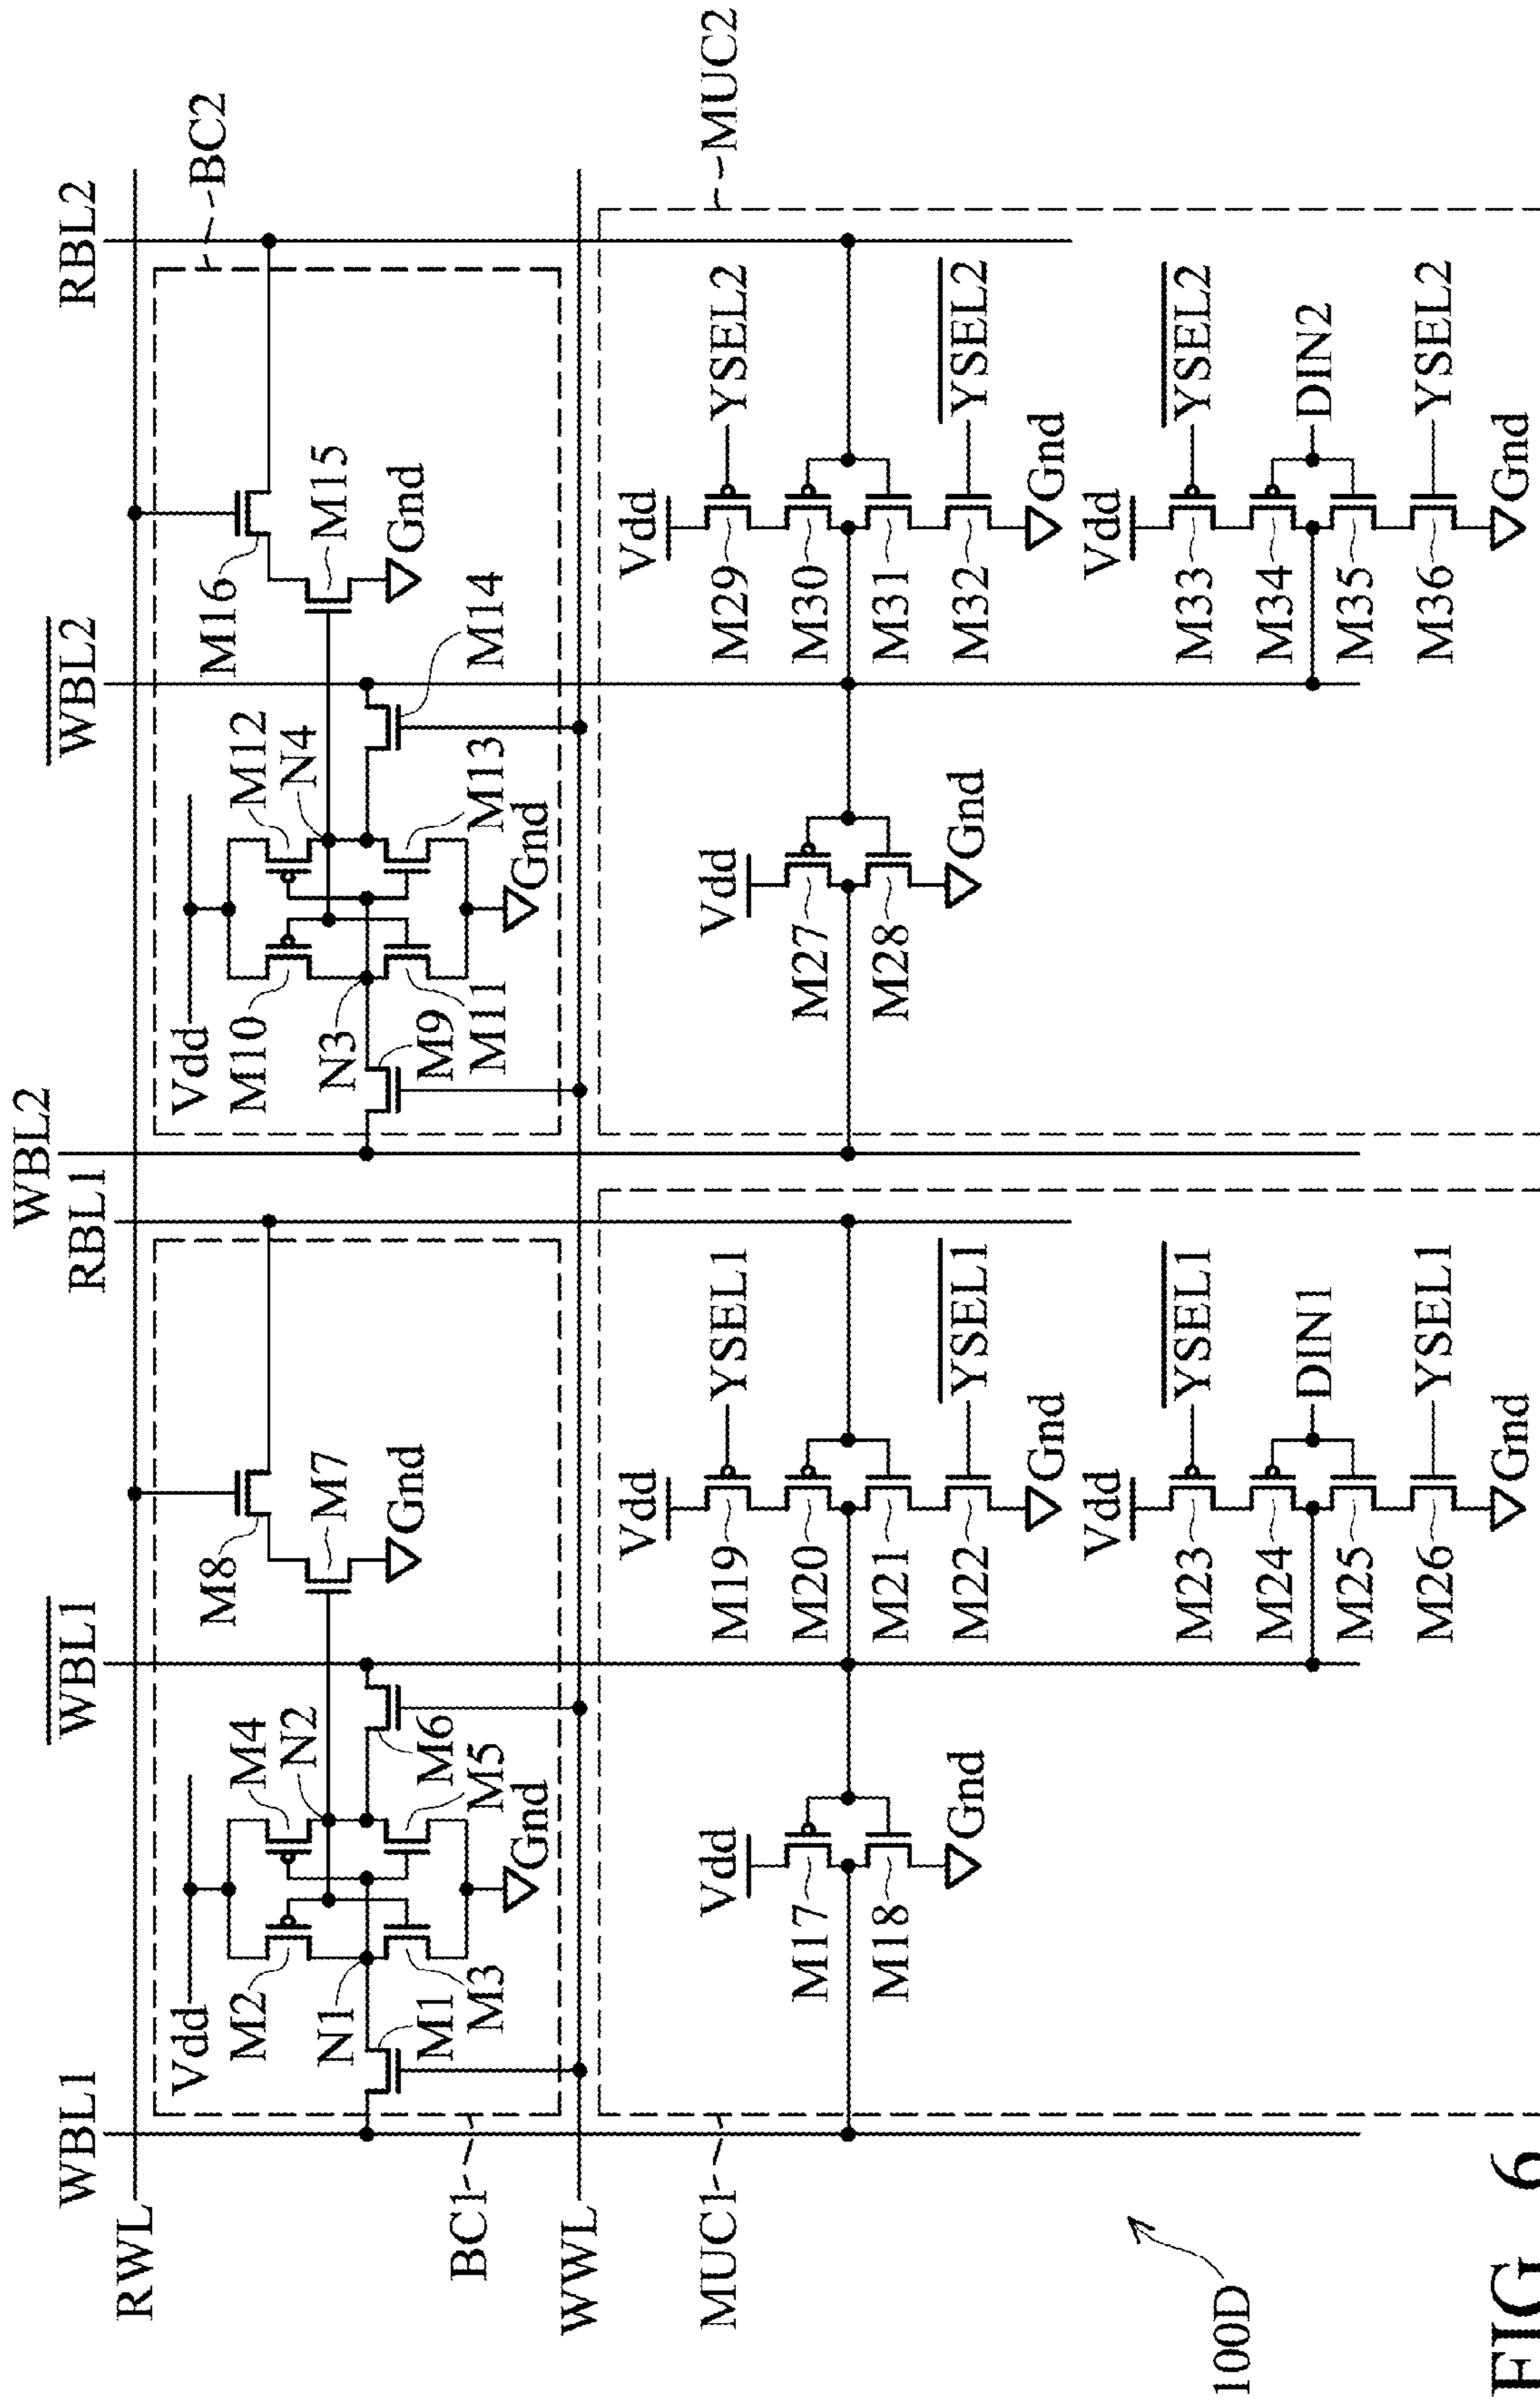 WBL1
WBL1
RBL1
WBL2
WBL2
RBL2
RWL
Vdd
M2
M4
M8
N1
N2
M7
M1
M6
M3
M5
Gnd
Gnd
BC1
WWL
Vdd
M10
M12
M16
BC2
N3
N4
M15
M9
M11
M13
M14
Gnd
Gnd
MUC1
MUC2
Vdd
M19
YSEL1
Vdd
M17
M20
M18
M21
Gnd
M22
YSEL1
Gnd
Vdd
M23
YSEL1
M24
DIN1
M25
M26
YSEL1
Gnd
Vdd
M29
YSEL2
Vdd
M27
M30
M28
M31
Gnd
M32
YSEL2
Gnd
Vdd
M33
YSEL2
M34
DIN2
M35
M36
YSEL2
Gnd
100D
FIG 6